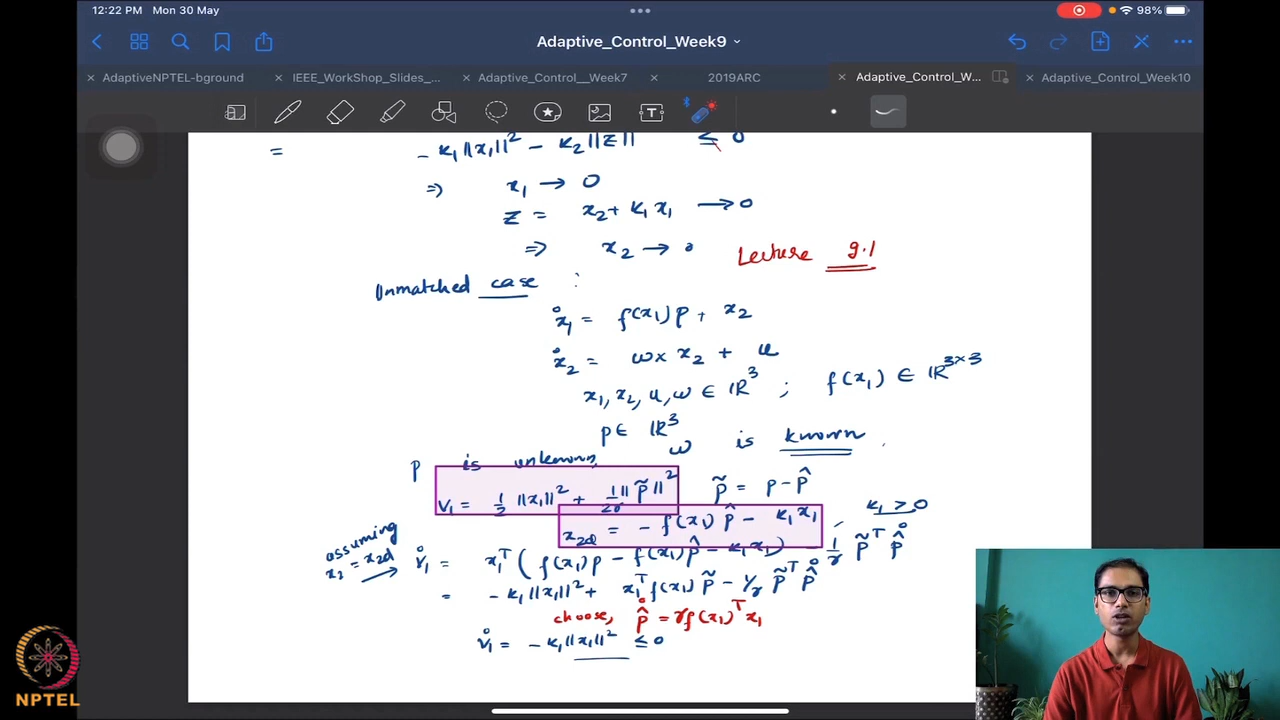 12:22 PM Mon 30 May
98%
Adaptive_Control_Week9
AdaptiveNPTEL-bground
IEEE_WorkShop_Slides_...
Adaptive_Control__Week7
2019ARC
Adaptive_Control_W...
Adaptive_Control_Week10
= - k₁||x₁||² - k₂||z|| ≤ 0
⇒ x₁ → 0
z = x₂ + k₁x₁ → 0
⇒ x₂ → 0 Lecture 9.1
Unmatched case :
ẋ₁ = f(x₁)p + x₂
ẋ₂ = ω× x₂ + u
x₁, x₂, u, ω ∈ ℝ³ ; f(x₁) ∈ ℝ³ˣ³
p ∈ ℝ³
ω is known.
p is unknown,
V₁ = ½ ||x₁||² + 1/2γ ||p̃||² p̃ = p - p̂
x₂d = - f(x₁) p̂ - k₁x₁ k₁ > 0
assuming x₂ = x₂d → V̇₁ = x₁ᵀ ( f(x₁)p - f(x₁)p̂ - k₁x₁ ) - 1/γ p̃ᵀ p̂̇
= - k₁||x₁||² + x₁ᵀ f(x₁) p̃ - 1/γ p̃ᵀ p̂̇
choose, p̂̇ = γf(x₁)ᵀ x₁
V̇₁ = - k₁||x₁||² ≤ 0
NPTEL